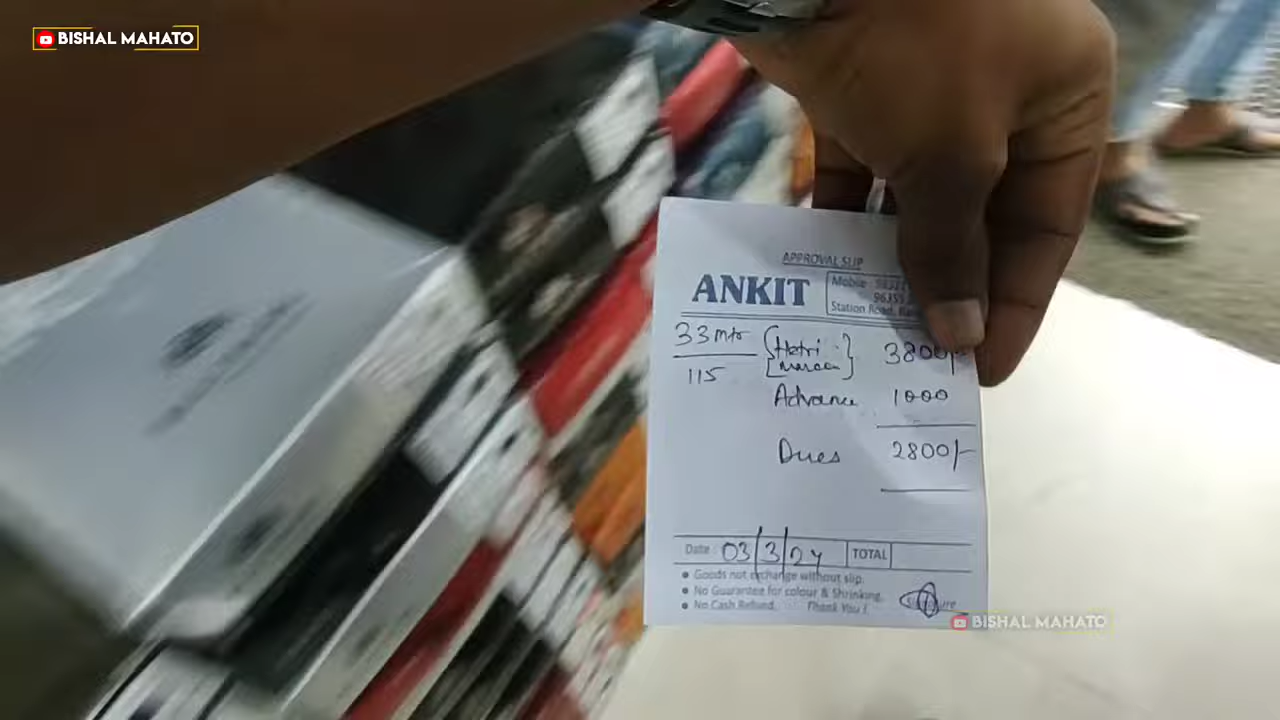 BISHAL MAHATO
APPROVAL SLIP
ANKIT
Mobile
Station Road,
33 mtr 3800/-
115
Advance 1000
Dues 2800/-
Date : 03/3/24 TOTAL
• Goods not exchange without slip.
• No Guarantee for colour & Shrinking.
• No Cash Refund. Thank You !
BISHAL MAHATO